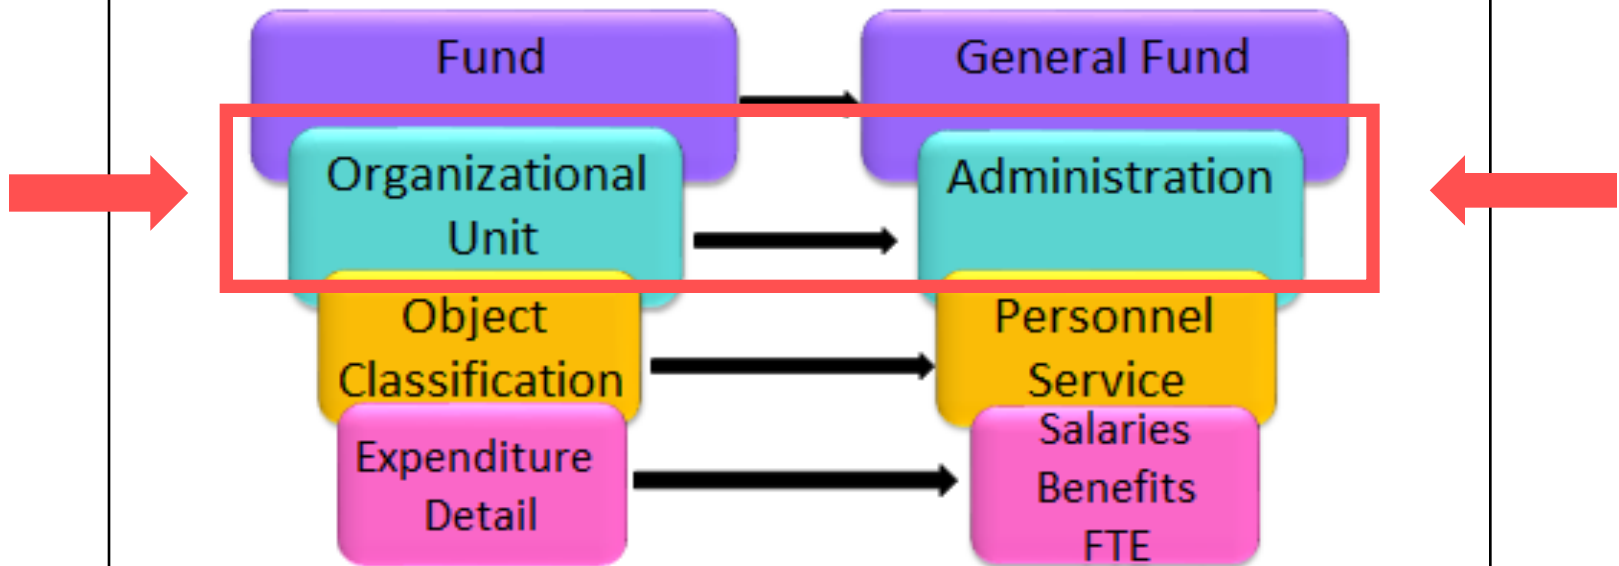 Fund
General Fund
Organizational
Unit
Administration
Object
Classification
Personnel
Service
Expenditure
Detail
Salaries
Benefits
FTE